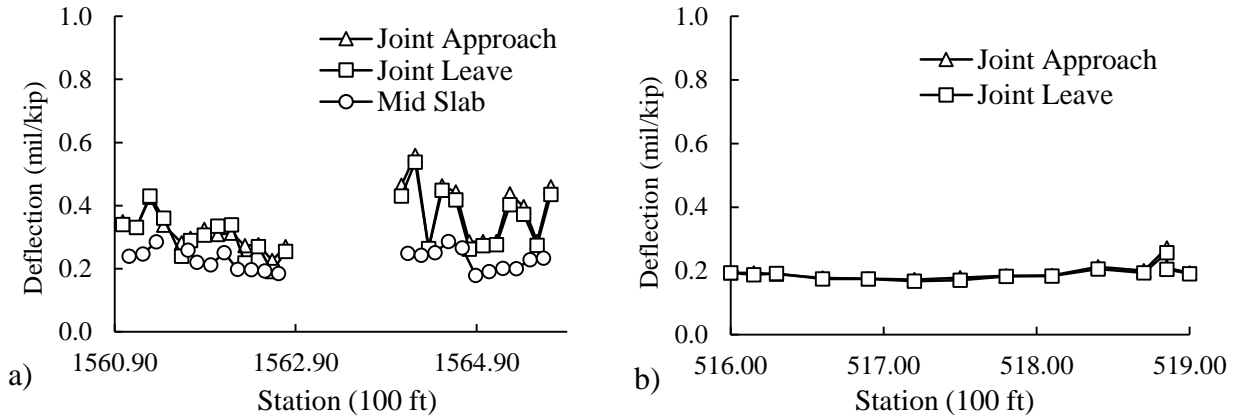 1.0
0.8
0.6
0.4
0.2
0.0
Deflection (mil/kip)
Joint Approach
Joint Leave
Mid Slab
1560.90 1562.90 1564.90
Station (100 ft)
a)
1.0
0.8
0.6
0.4
0.2
0.0
Deflection (mil/kip)
Joint Approach
Joint Leave
516.00 517.00 518.00 519.00
Station (100 ft)
b)